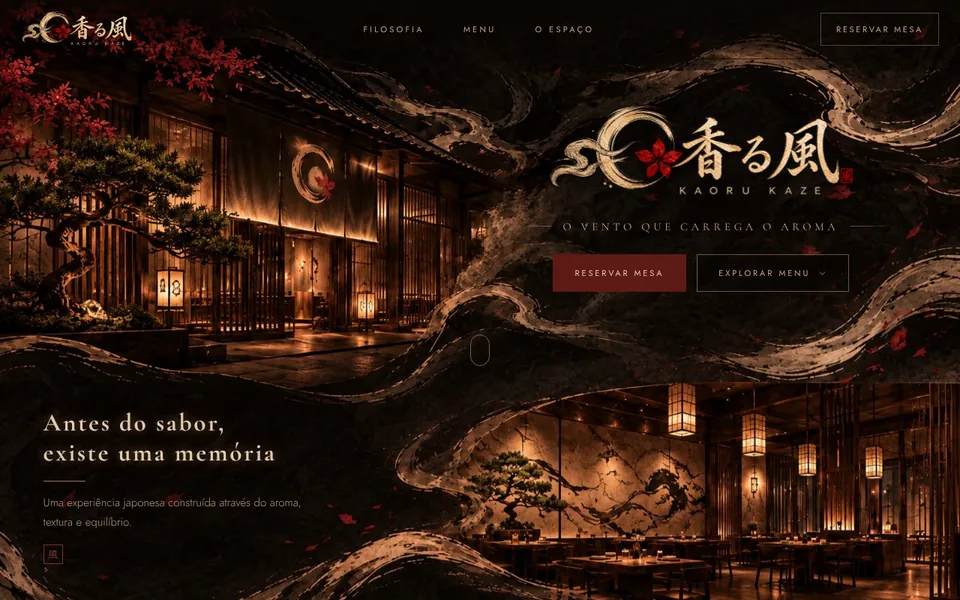 香る風
KAORU KAZE
FILOSOFIA
MENU
O ESPAÇO
RESERVAR MESA
香る風
KAORU KAZE
O VENTO QUE CARREGA O AROMA
RESERVAR MESA
EXPLORAR MENU
Antes do sabor,
existe uma memória
Uma experiência japonesa construída através do aroma,
textura e equilíbrio.
風